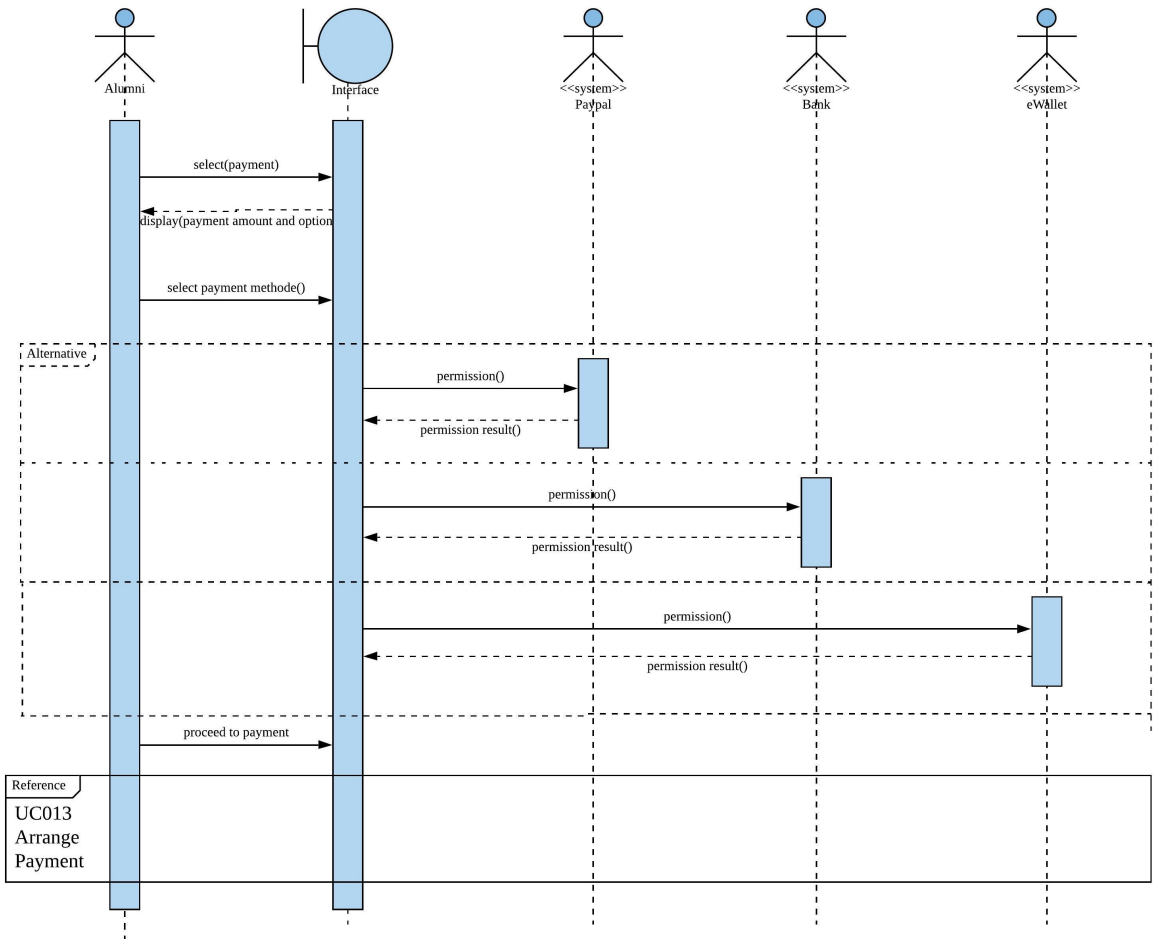 Alumni
Interface
<<system>>
Paypal
<<system>>
Bank
<<system>>
eWallet
select(payment)
display(payment amount and option
select payment methode()
Alternative
permission()
permission result()
permission()
permission result()
permission()
permission result()
proceed to payment
Reference
UC013
Arrange
Payment